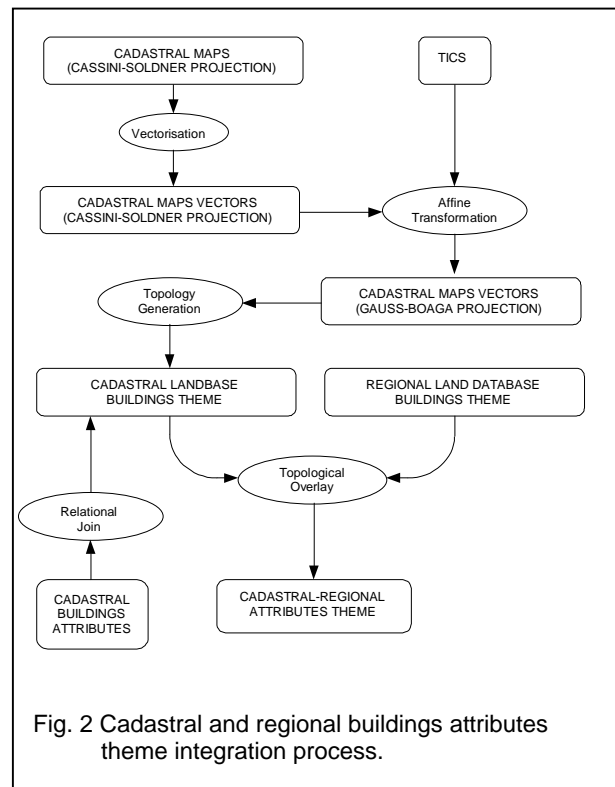 CADASTRAL MAPS
(CASSINI-SOLDNER PROJECTION)
TICS
Vectorisation
CADASTRAL MAPS VECTORS
(CASSINI-SOLDNER PROJECTION)
Affine
Transformation
Topology
Generation
CADASTRAL MAPS VECTORS
(GAUSS-BOAGA PROJECTION)
CADASTRAL LANDBASE
BUILDINGS THEME
REGIONAL LAND DATABASE
BUILDINGS THEME
Topological
Overlay
Relational
Join
CADASTRAL
BUILDINGS
ATTRIBUTES
CADASTRAL-REGIONAL
ATTRIBUTES THEME
Fig. 2 Cadastral and regional buildings attributes
theme integration process.